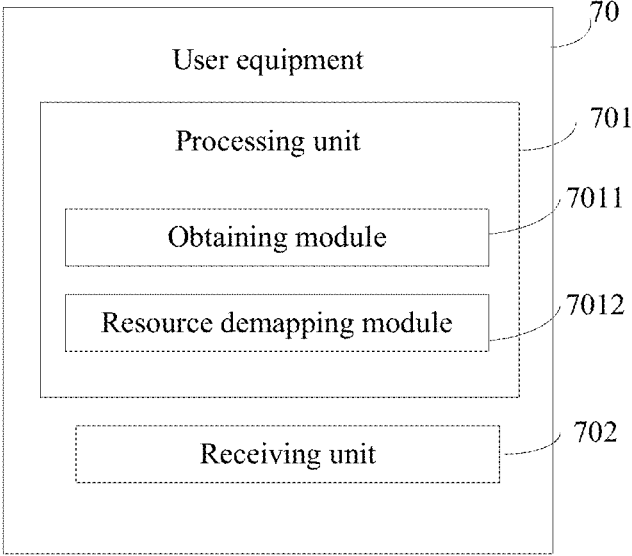 70
User equipment
701
Processing unit
7011
Obtaining module
7012
Resource demapping module
702
Receiving unit